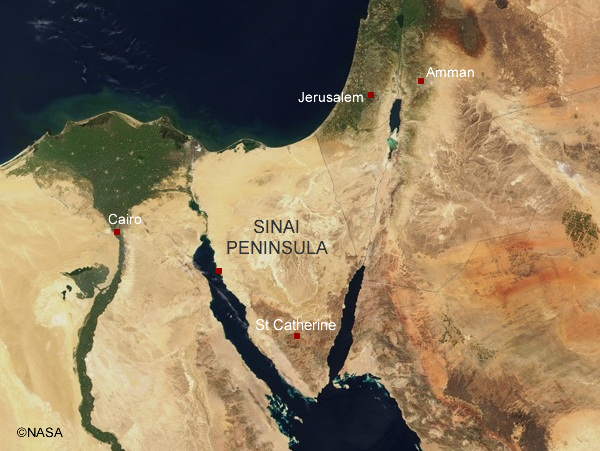 Amman
Jerusalem
Cairo
SINAI
PENINSULA
St Catherine
©NASA